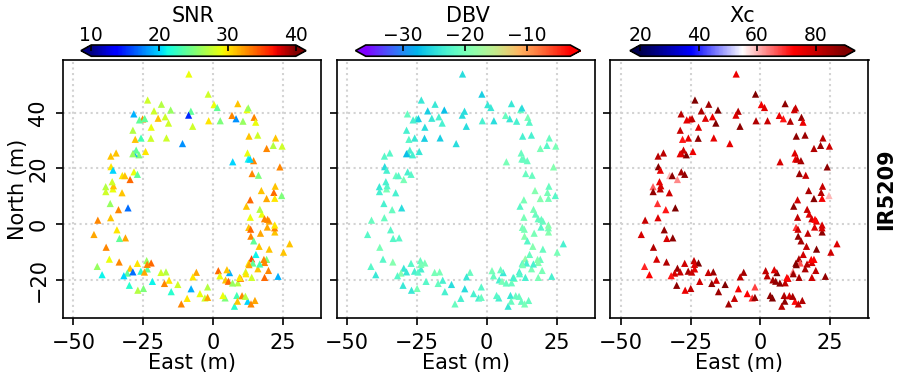 SNR DBV Xc
10 20 30 40 −30 −20 −10 20 40 60 80
North (m)
40
20
0
−20
IR5209
−50 −25 0 25 −50 −25 0 25 −50 −25 0 25
East (m) East (m) East (m)